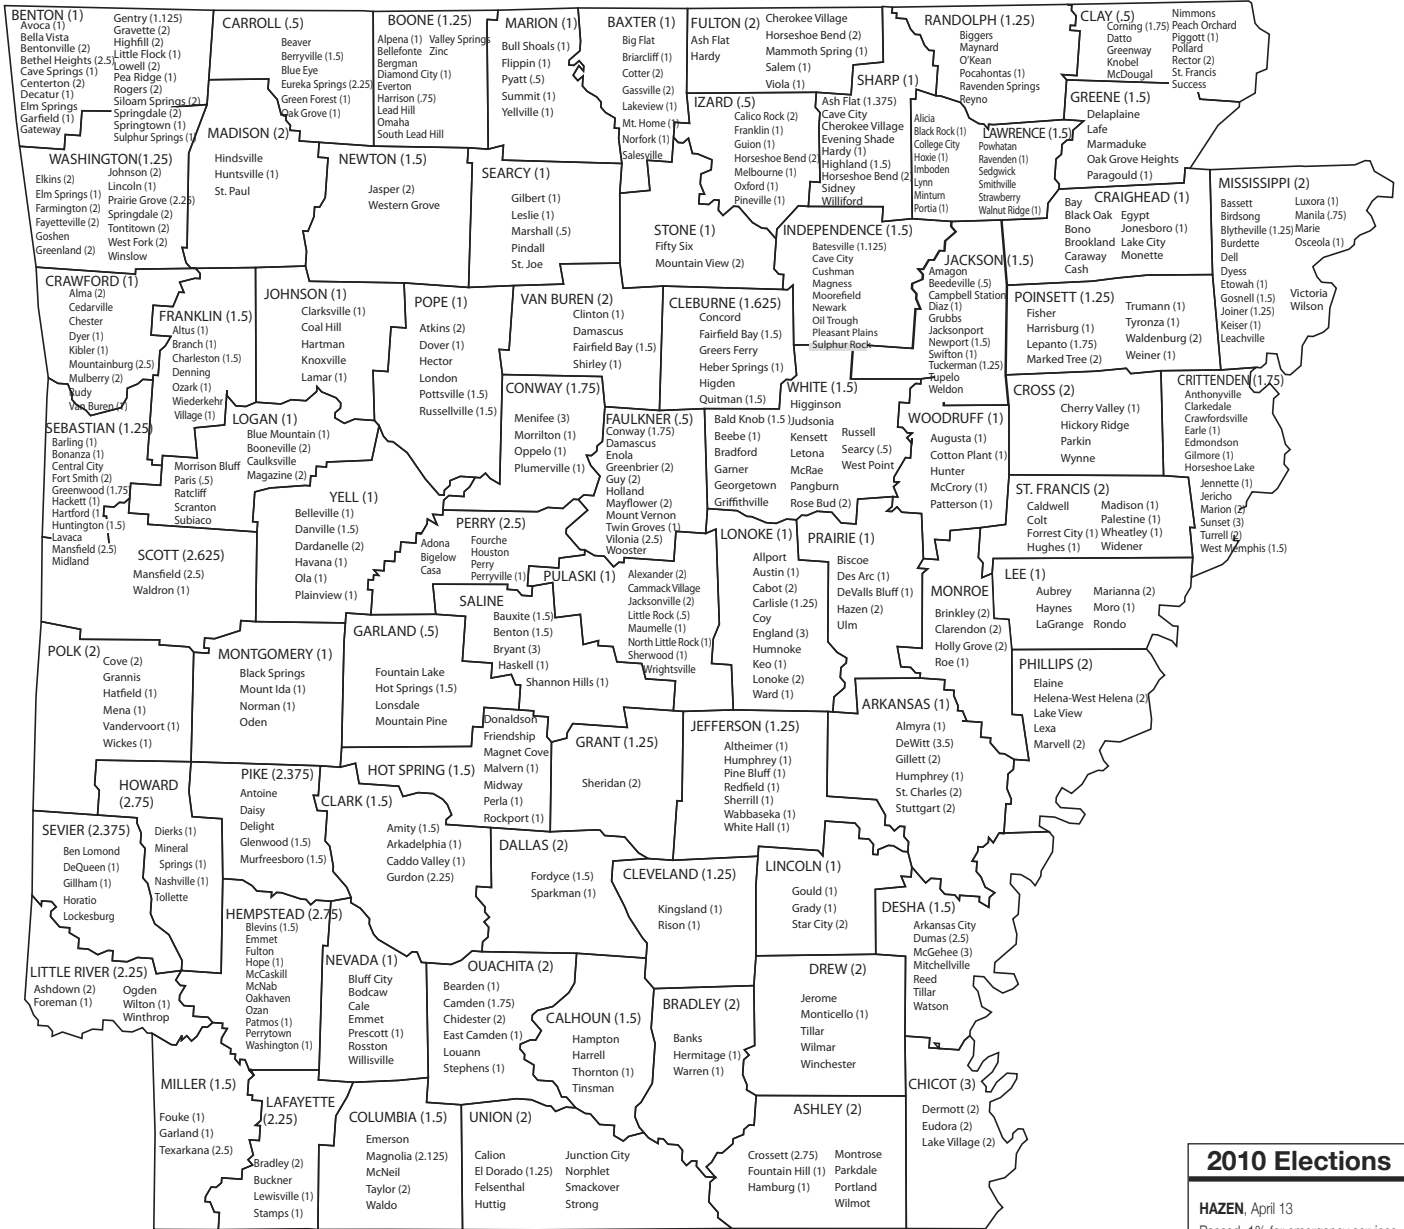 BENTON (1)
Avoca (1)
Bella Vista
Bentonville (2)
Bethel Heights (2.5)
Cave Springs (1)
Centerton (2)
Decatur (1)
Elm Springs
Garfield (1)
Gateway
Gentry (1.125)
Gravette (2)
Highfill (2)
Little Flock (1)
Lowell (2)
Pea Ridge (1)
Rogers (2)
Siloam Springs (2)
Springdale (2)
Springtown (1)
Sulphur Springs (1)
CARROLL (.5)
Beaver
Berryville (1.5)
Blue Eye
Eureka Springs (2.25)
Green Forest (1)
Oak Grove (1)
BOONE (1.25)
Alpena (1) Valley Springs
Bellefonte Zinc
Bergman
Diamond City (1)
Everton
Harrison (.75)
Lead Hill
Omaha
South Lead Hill
MARION (1)
Bull Shoals (1)
Flippin (1)
Pyatt (.5)
Summit (1)
Yellville (1)
BAXTER (1)
Big Flat
Briarcliff (1)
Cotter (2)
Gassville (2)
Lakeview (1)
Mt. Home (1)
Norfork (1)
Salesville
FULTON (2)
Ash Flat
Hardy
Cherokee Village
Horseshoe Bend (2)
Mammoth Spring (1)
Salem (1)
Viola (1)
SHARP (1)
Ash Flat (1.375)
Cave City
Cherokee Village
Evening Shade
Hardy (1)
Highland (1.5)
Horseshoe Bend (2)
Sidney
Williford
RANDOLPH (1.25)
Biggers
Maynard
O'Kean
Pocahontas (1)
Ravenden Springs
Reyno
CLAY (.5)
Corning (1.75)
Datto
Greenway
Knobel
McDougal
Nimmons
Peach Orchard
Piggott (1)
Pollard
Rector (2)
St. Francis
Success
GREENE (1.5)
Delaplaine
Lafe
Marmaduke
Oak Grove Heights
Paragould (1)
IZARD (.5)
Calico Rock (2)
Franklin (1)
Guion (1)
Horseshoe Bend (2)
Melbourne (1)
Oxford (1)
Pineville (1)
LAWRENCE (1.5)
Alicia
Black Rock (1)
College City
Hoxie (1)
Imboden
Lynn
Minturn
Portia (1)
Powhatan
Ravenden (1)
Sedgwick
Smithville
Strawberry
Walnut Ridge (1)
MADISON (2)
Hindsville
Huntsville (1)
St. Paul
WASHINGTON(1.25)
Elkins (2)
Elm Springs (1)
Farmington (2)
Fayetteville (2)
Goshen
Greenland (2)
Johnson (2)
Lincoln (1)
Prairie Grove (2.25)
Springdale (2)
Tontitown (2)
West Fork (2)
Winslow
NEWTON (1.5)
Jasper (2)
Western Grove
SEARCY (1)
Gilbert (1)
Leslie (1)
Marshall (.5)
Pindall
St. Joe
STONE (1)
Fifty Six
Mountain View (2)
INDEPENDENCE (1.5)
Batesville (1.125)
Cave City
Cushman
Magness
Moorefield
Newark
Oil Trough
Pleasant Plains
Sulphur Rock
JACKSON (1.5)
Amagon
Beedeville (.5)
Campbell Station
Diaz (1)
Grubbs
Jacksonport
Newport (1.5)
Swifton (1)
Tuckerman (1.25)
Tupelo
Weldon
CRAIGHEAD (1)
Bay
Black Oak
Bono
Brookland
Caraway
Cash
Egypt
Jonesboro (1)
Lake City
Monette
MISSISSIPPI (2)
Bassett
Birdsong
Blytheville (1.25)
Burdette
Dell
Dyess
Etowah (1)
Gosnell (1.5)
Joiner (1.25)
Keiser (1)
Leachville
Luxora (1)
Manila (.75)
Marie
Osceola (1)
Victoria
Wilson
POINSETT (1.25)
Fisher
Harrisburg (1)
Lepanto (1.75)
Marked Tree (2)
Trumann (1)
Tyronza (1)
Waldenburg (2)
Weiner (1)
CRAWFORD (1)
Alma (2)
Cedarville
Chester
Dyer (1)
Kibler (1)
Mountainburg (2.5)
Mulberry (2)
Rudy
Van Buren (1)
FRANKLIN (1.5)
Altus (1)
Branch (1)
Charleston (1.5)
Denning
Ozark (1)
Wiederkehr
Village (1)
JOHNSON (1)
Clarksville (1)
Coal Hill
Hartman
Knoxville
Lamar (1)
POPE (1)
Atkins (2)
Dover (1)
Hector
London
Pottsville (1.5)
Russellville (1.5)
VAN BUREN (2)
Clinton (1)
Damascus
Fairfield Bay (1.5)
Shirley (1)
CLEBURNE (1.625)
Concord
Fairfield Bay (1.5)
Greers Ferry
Heber Springs (1)
Higden
Quitman (1.5)
CONWAY (1.75)
Menifee (3)
Morrilton (1)
Oppelo (1)
Plumerville (1)
FAULKNER (.5)
Conway (1.75)
Damascus
Enola
Greenbrier (2)
Guy (2)
Holland
Mayflower (2)
Mount Vernon
Twin Groves (1)
Vilonia (2.5)
Wooster
WHITE (1.5)
Bald Knob (1.5)
Beebe (1)
Bradford
Garner
Georgetown
Griffithville
Higginson
Judsonia
Kensett
Letona
McRae
Pangburn
Rose Bud (2)
Russell
Searcy (.5)
West Point
WOODRUFF (1)
Augusta (1)
Cotton Plant (1)
Hunter
McCrory (1)
Patterson (1)
CROSS (2)
Cherry Valley (1)
Hickory Ridge
Parkin
Wynne
CRITTENDEN (1.75)
Anthonyville
Clarkedale
Crawfordsville
Earle (1)
Edmondson
Gilmore (1)
Horseshoe Lake
Jennette (1)
Jericho
Marion (2)
Sunset (3)
Turrell (2)
West Memphis (1.5)
ST. FRANCIS (2)
Caldwell
Colt
Forrest City (1)
Hughes (1)
Madison (1)
Palestine (1)
Wheatley (1)
Widener
SEBASTIAN (1.25)
Barling (1)
Bonanza (1)
Central City
Fort Smith (2)
Greenwood (1.75)
Hackett (1)
Hartford (1)
Huntington (1.5)
Lavaca
Mansfield (2.5)
Midland
LOGAN (1)
Blue Mountain (1)
Booneville (2)
Caulksville
Magazine (2)
Morrison Bluff
Paris (.5)
Ratcliff
Scranton
Subiaco
YELL (1)
Belleville (1)
Danville (1.5)
Dardanelle (2)
Havana (1)
Ola (1)
Plainview (1)
PERRY (2.5)
Adona
Bigelow
Casa
Fourche
Houston
Perry
Perryville (1)
SCOTT (2.625)
Mansfield (2.5)
Waldron (1)
PULASKI (1)
Alexander (2)
Cammack Village
Jacksonville (2)
Little Rock (.5)
Maumelle (1)
North Little Rock (1)
Sherwood (1)
Wrightsville
LONOKE (1)
Allport
Austin (1)
Cabot (2)
Carlisle (1.25)
Coy
England (3)
Humnoke
Keo (1)
Lonoke (2)
Ward (1)
PRAIRIE (1)
Biscoe
Des Arc (1)
DeValls Bluff (1)
Hazen (2)
Ulm
MONROE
Brinkley (2)
Clarendon (2)
Holly Grove (2)
Roe (1)
LEE (1)
Aubrey
Haynes
LaGrange
Marianna (2)
Moro (1)
Rondo
PHILLIPS (2)
Elaine
Helena-West Helena (2)
Lake View
Lexa
Marvell (2)
SALINE
Bauxite (1.5)
Benton (1.5)
Bryant (3)
Haskell (1)
Shannon Hills (1)
GARLAND (.5)
Fountain Lake
Hot Springs (1.5)
Lonsdale
Mountain Pine
MONTGOMERY (1)
Black Springs
Mount Ida (1)
Norman (1)
Oden
POLK (2)
Cove (2)
Grannis
Hatfield (1)
Mena (1)
Vandervoort (1)
Wickes (1)
HOT SPRING (1.5)
Donaldson
Friendship
Magnet Cove
Malvern (1)
Midway
Perla (1)
Rockport (1)
GRANT (1.25)
Sheridan (2)
JEFFERSON (1.25)
Altheimer (1)
Humphrey (1)
Pine Bluff (1)
Redfield (1)
Sherrill (1)
Wabbaseka (1)
White Hall (1)
ARKANSAS (1)
Almyra (1)
DeWitt (3.5)
Gillett (2)
Humphrey (1)
St. Charles (2)
Stuttgart (2)
HOWARD
(2.75)
Dierks (1)
Mineral
Springs (1)
Nashville (1)
Tollette
PIKE (2.375)
Antoine
Daisy
Delight
Glenwood (1.5)
Murfreesboro (1.5)
CLARK (1.5)
Amity (1.5)
Arkadelphia (1)
Caddo Valley (1)
Gurdon (2.25)
SEVIER (2.375)
Ben Lomond
DeQueen (1)
Gillham (1)
Horatio
Lockesburg
DALLAS (2)
Fordyce (1.5)
Sparkman (1)
CLEVELAND (1.25)
Kingsland (1)
Rison (1)
LINCOLN (1)
Gould (1)
Grady (1)
Star City (2)
DESHA (1.5)
Arkansas City
Dumas (2.5)
McGehee (3)
Mitchellville
Reed
Tillar
Watson
HEMPSTEAD (2.75)
Blevins (1.5)
Emmet
Fulton
Hope (1)
McCaskill
McNab
Oakhaven
Ozan
Patmos (1)
Perrytown
Washington (1)
LITTLE RIVER (2.25)
Ashdown (2)
Foreman (1)
Ogden
Wilton (1)
Winthrop
NEVADA (1)
Bluff City
Bodcaw
Cale
Emmet
Prescott (1)
Rosston
Willisville
OUACHITA (2)
Bearden (1)
Camden (1.75)
Chidester (2)
East Camden (1)
Louann
Stephens (1)
CALHOUN (1.5)
Hampton
Harrell
Thornton (1)
Tinsman
BRADLEY (2)
Banks
Hermitage (1)
Warren (1)
DREW (2)
Jerome
Monticello (1)
Tillar
Wilmar
Winchester
CHICOT (3)
Dermott (2)
Eudora (2)
Lake Village (2)
MILLER (1.5)
Fouke (1)
Garland (1)
Texarkana (2.5)
LAFAYETTE
(2.25)
Bradley (2)
Buckner
Lewisville (1)
Stamps (1)
COLUMBIA (1.5)
Emerson
Magnolia (2.125)
McNeil
Taylor (2)
Waldo
UNION (2)
Calion
El Dorado (1.25)
Felsenthal
Huttig
Junction City
Norphlet
Smackover
Strong
ASHLEY (2)
Crossett (2.75)
Fountain Hill (1)
Hamburg (1)
Montrose
Parkdale
Portland
Wilmot
2010 Elections
HAZEN, April 13